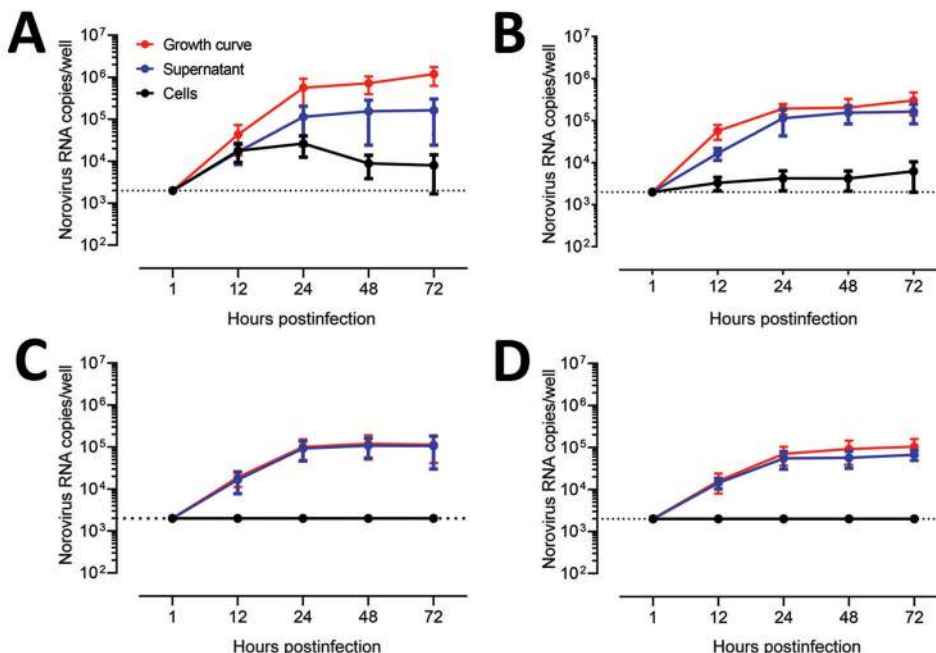 A
Norovirus RNA copies/well
10⁷
10⁶
10⁵
10⁴
10³
10²
Growth curve
Supernatant
Cells
1 12 24 48 72
Hours postinfection
B
Norovirus RNA copies/well
10⁷
10⁶
10⁵
10⁴
10³
10²
1 12 24 48 72
Hours postinfection
C
Norovirus RNA copies/well
10⁷
10⁶
10⁵
10⁴
10³
10²
1 12 24 48 72
Hours postinfection
D
Norovirus RNA copies/well
10⁷
10⁶
10⁵
10⁴
10³
10²
1 12 24 48 72
Hours postinfection